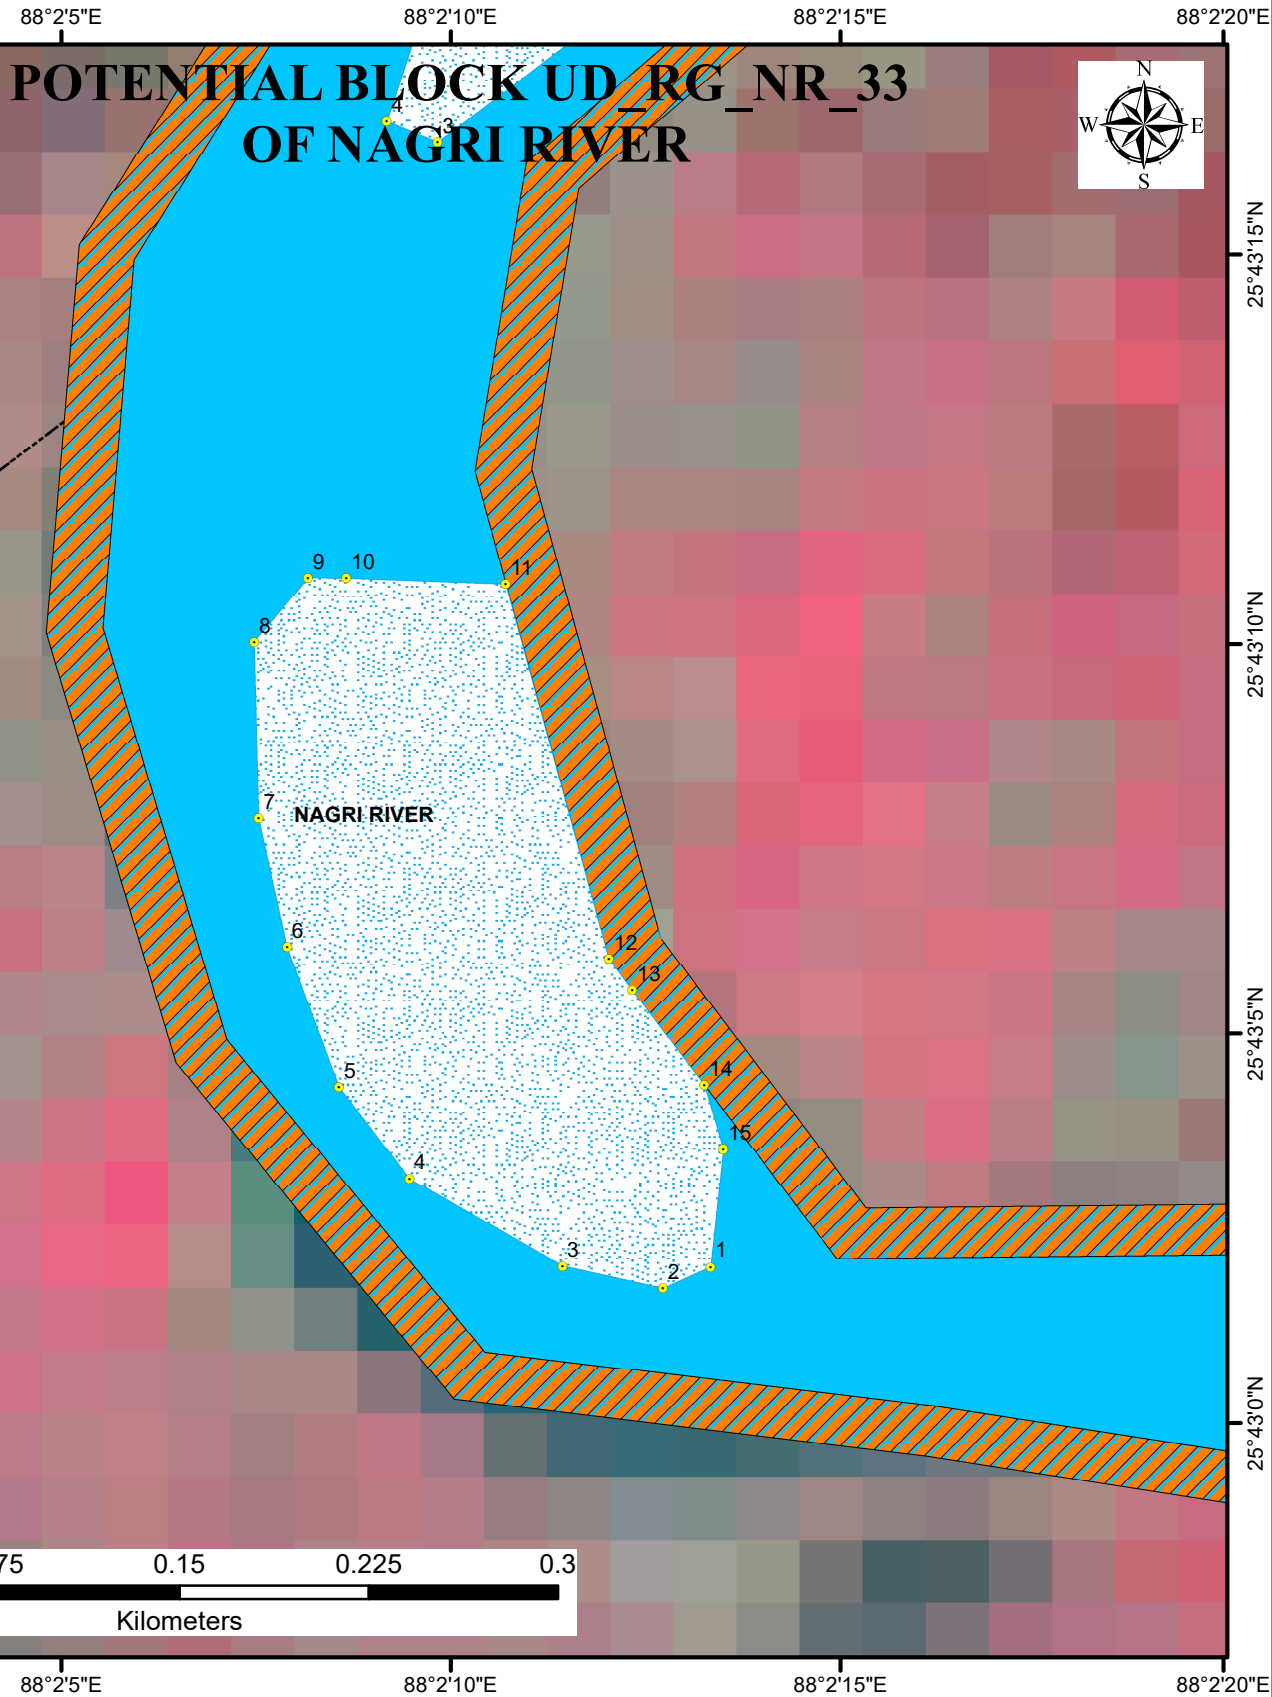 88°2'5"E 88°2'10"E 88°2'15"E 88°2'20"E
POTENTIAL BLOCK UD_RG_NR_33
OF NAGRI RIVER
N
W E
S
4
3
25°43'15"N
9 10 11
8
25°43'10"N
7
NAGRI RIVER
6
12
13
25°43'5"N
5
14
15
4
3
1
2
25°43'0"N
75 0.15 0.225 0.3
Kilometers
88°2'5"E 88°2'10"E 88°2'15"E 88°2'20"E